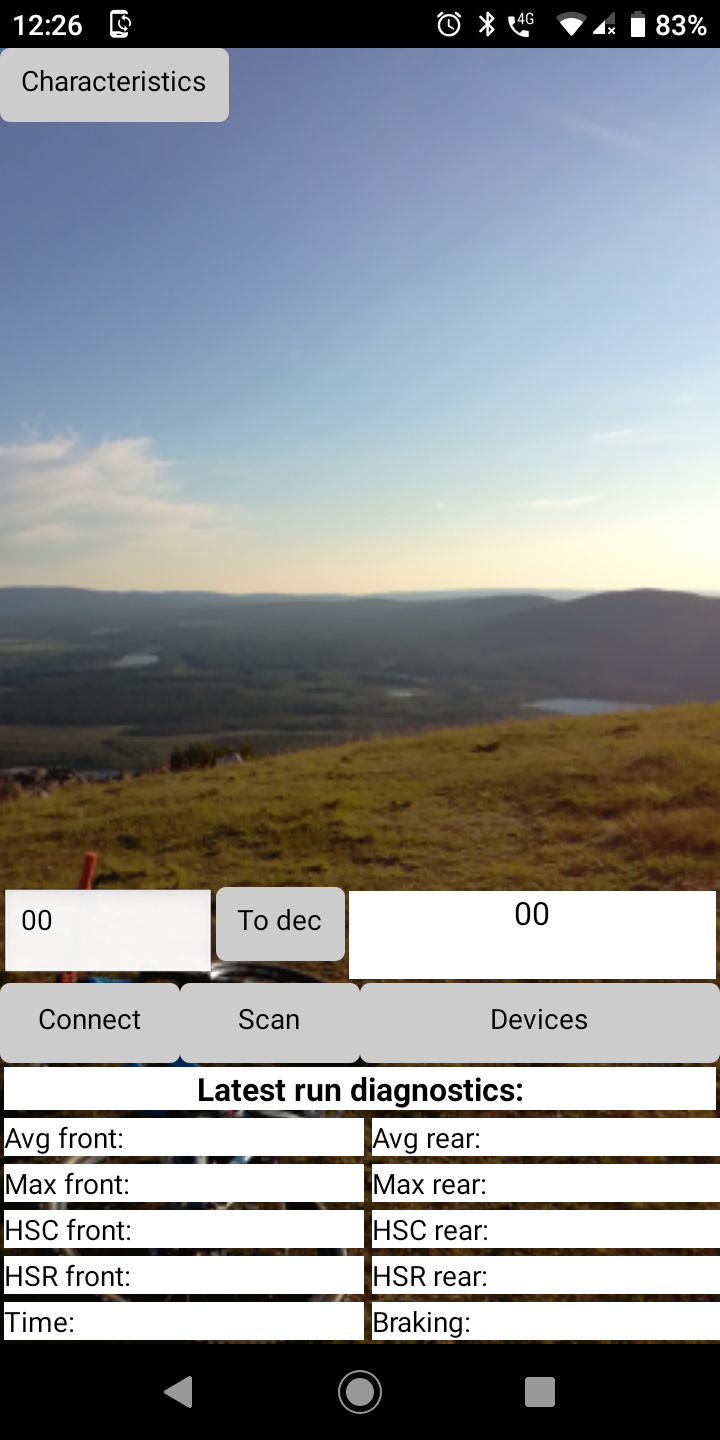 12:26 4G 83%
Characteristics
00 To dec 00
Connect Scan Devices
Latest run diagnostics:
Avg front: Avg rear:
Max front: Max rear:
HSC front: HSC rear:
HSR front: HSR rear:
Time: Braking: